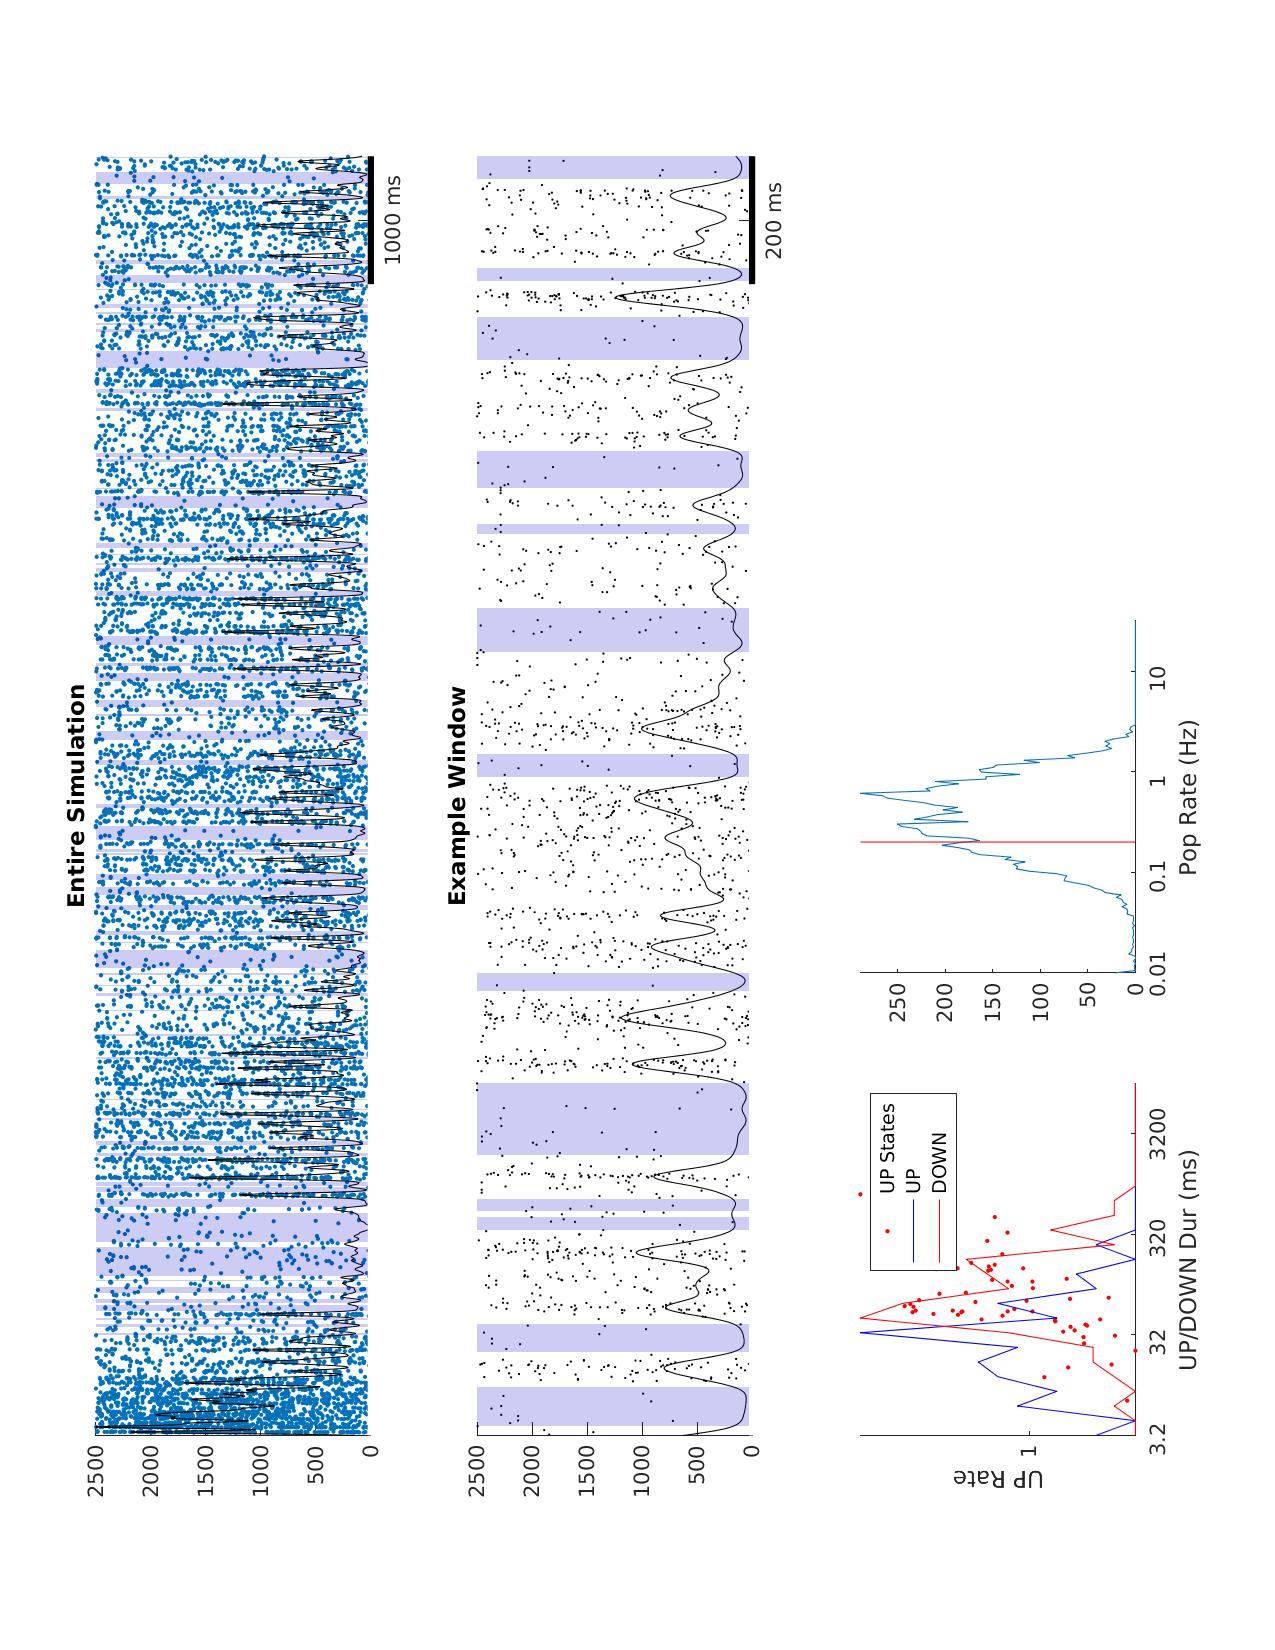 Entire Simulation
2500
2000
1500
1000
500
0
1000 ms
Example Window
2500
2000
1500
1000
500
0
200 ms
UP Rate
1
UP States
UP
DOWN
3.2 32 320 3200
UP/DOWN Dur (ms)
250
200
150
100
50
0
0.01 0.1 1 10
Pop Rate (Hz)